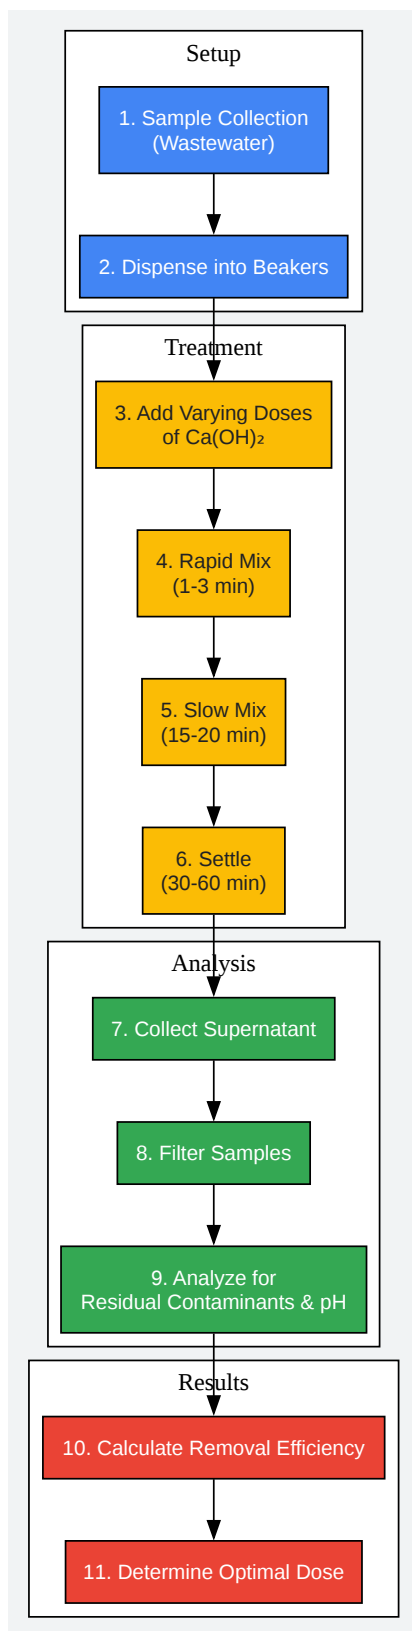 Setup
1. Sample Collection
(Wastewater)
2. Dispense into Beakers
Treatment
3. Add Varying Doses
of Ca(OH)₂
4. Rapid Mix
(1-3 min)
5. Slow Mix
(15-20 min)
6. Settle
(30-60 min)
Analysis
7. Collect Supernatant
8. Filter Samples
9. Analyze for
Residual Contaminants & pH
Results
10. Calculate Removal Efficiency
11. Determine Optimal Dose